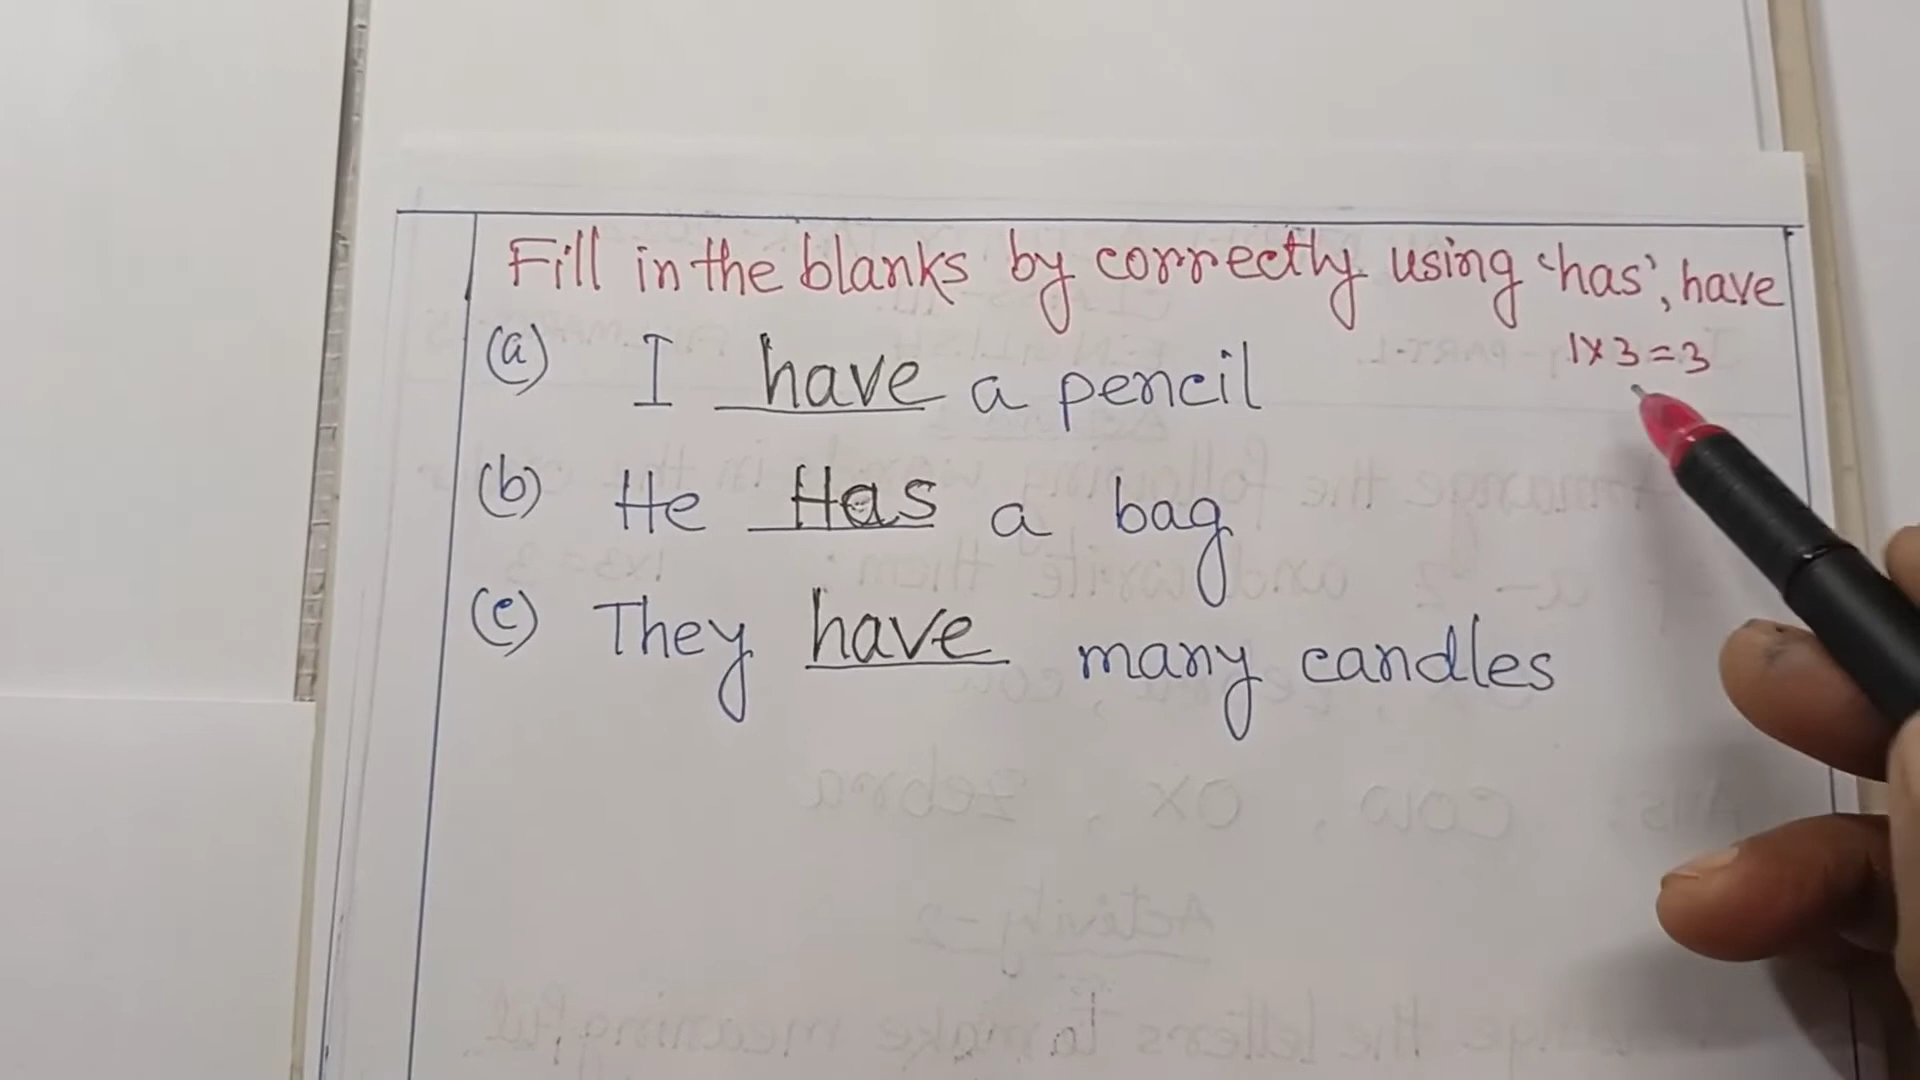 Fill in the blanks by correctly using 'has', have
1x3=3
(a) I have a pencil
(b) He Has a bag
(c) They have many candles